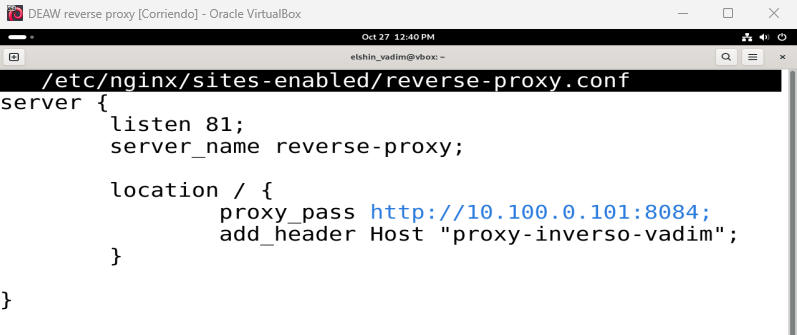 DEAW reverse proxy [Corriendo] - Oracle VirtualBox
Oct 27 12:40 PM
elshin_vadim@vbox: ~
/etc/nginx/sites-enabled/reverse-proxy.conf
server {
        listen 81;
        server_name reverse-proxy;

        location / {
                proxy_pass http://10.100.0.101:8084;
                add_header Host "proxy-inverso-vadim";
        }

}